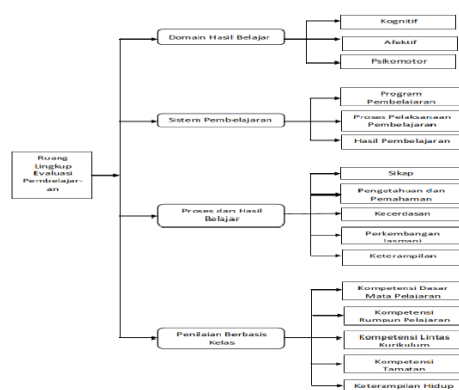 Ruang
Lingkup
Evaluasi
Pembelajar-
an
Domain Hasil Belajar
Kognitif
Afektif
Psikomotor
Sistem Pembelajaran
Program
Pembelajaran
Proses Pelaksanaan
Pembelajaran
Hasil Pembelajaran
Proses dan Hasil
Belajar
Sikap
Pengetahuan dan
Pemahaman
Kecerdasan
Perkembangan
Jasmani
Keterampilan
Penilaian Berbasis
Kelas
Kompetensi Dasar
Mata Pelajaran
Kompetensi
Rumpun Pelajaran
Kompetensi Lintas
Kurikulum
Kompetensi
Tamatan
Keterampilan Hidup